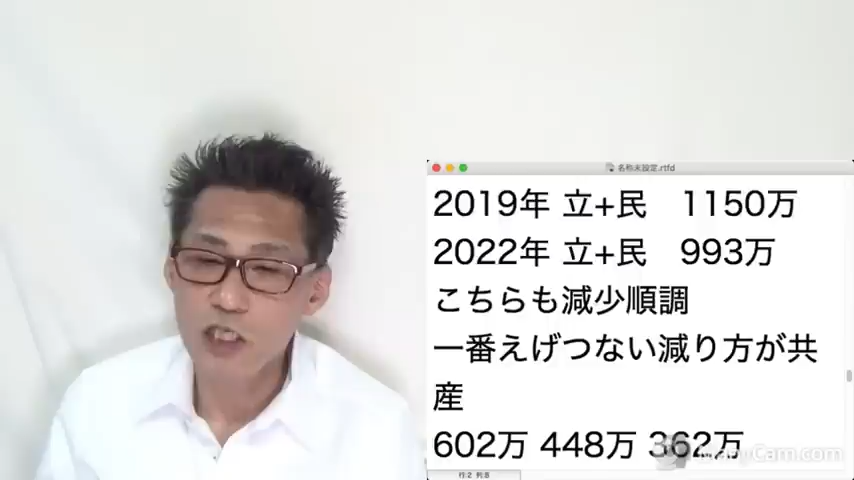 名称未設定.rtfd
2019年 立+民　1150万
2022年 立+民　993万
こちらも減少順調
一番えげつない減り方が共
産
602万 448万 362万
ManyCam.com
行:2 列:8